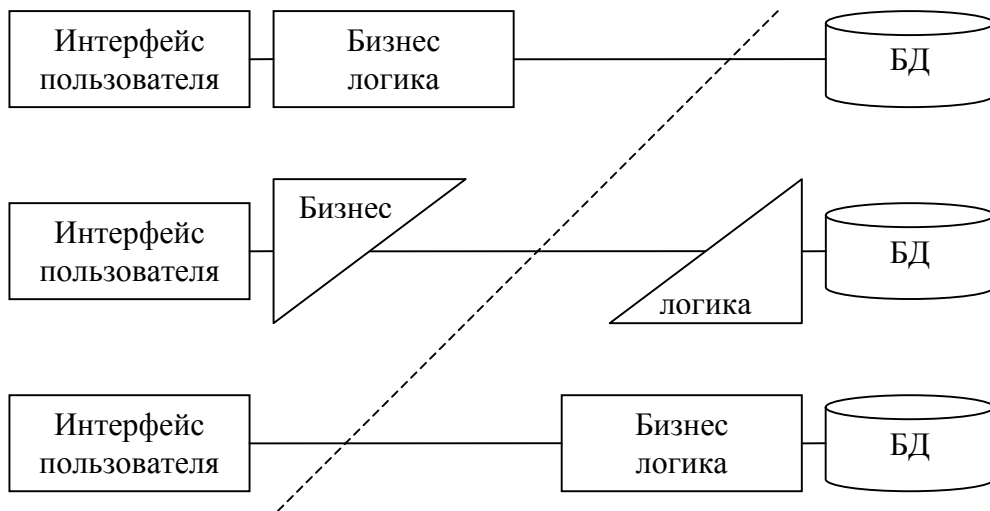 Интерфейс
пользователя
Бизнес
логика
БД
Интерфейс
пользователя
Бизнес
логика
БД
Интерфейс
пользователя
Бизнес
логика
БД